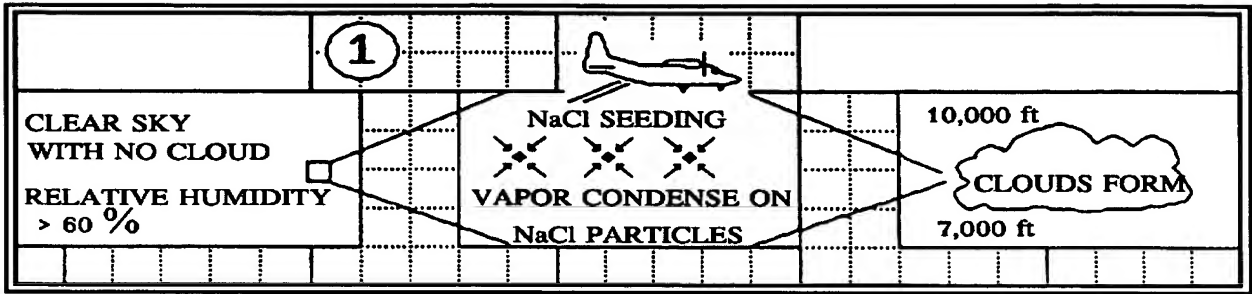 1
CLEAR SKY
WITH NO CLOUD
RELATIVE HUMIDITY
> 60 %
NaCl SEEDING
VAPOR CONDENSE ON
NaCl PARTICLES
10,000 ft
CLOUDS FORM
7,000 ft